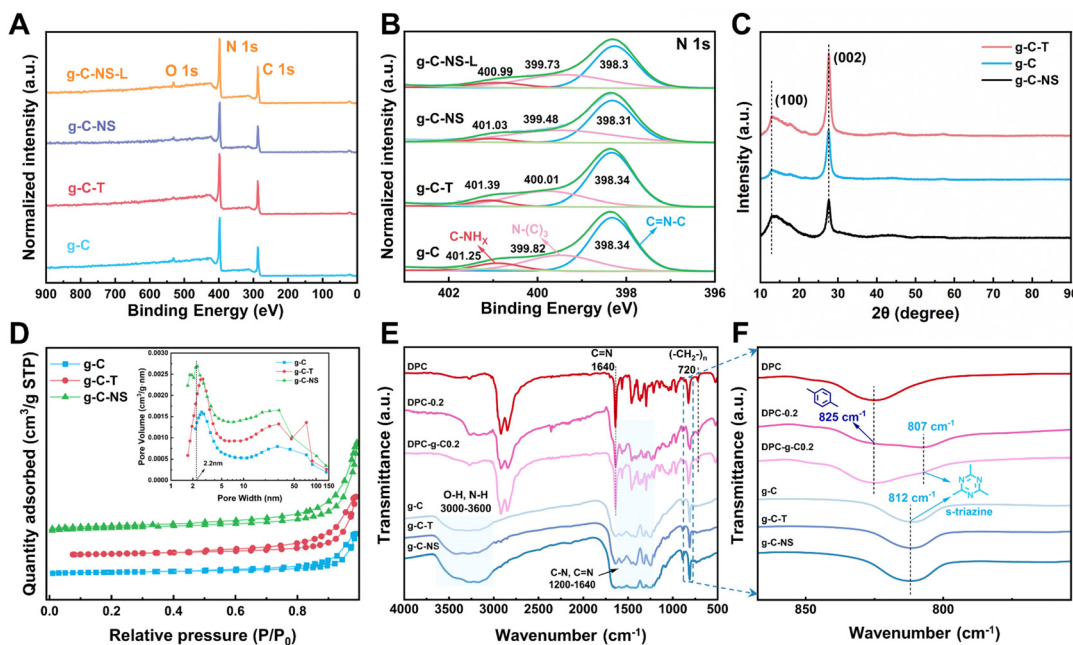 A
Normalized intensity (a.u.)
g-C-NS-L
g-C-NS
g-C-T
g-C
O 1s
N 1s
C 1s
900 800 700 600 500 400 300 200 100 0
Binding Energy (eV)
B
Normalized intensity (a.u.)
N 1s
g-C-NS-L
400.99
399.73
398.3
g-C-NS
401.03
399.48
398.31
g-C-T
401.39
400.01
398.34
g-C
C-NHX
401.25
N-(C)3
399.82
398.34
C=N-C
402 400 398 396
Binding Energy (eV)
C
Intensity (a.u.)
(100)
(002)
g-C-T
g-C
g-C-NS
10 20 30 40 50 60 70 80 90
2θ (degree)
D
Quantity adsorbed (cm3/g STP)
g-C
g-C-T
g-C-NS
Pore Volume (cm3/g·nm)
0.0030
0.0025
0.0020
0.0015
0.0010
0.0005
0.0000
g-C
g-C-T
g-C-NS
2.2nm
2 5 10 50 100 150
Pore Width (nm)
0.0 0.2 0.4 0.6 0.8
Relative pressure (P/P0)
E
Transmittance (a.u.)
C=N
1640
(-CH2-)n
720
DPC
DPC-0.2
DPC-g-C0.2
O-H, N-H
3000-3600
g-C
g-C-T
g-C-NS
C-N, C=N
1200-1640
4000 3500 3000 2500 2000 1500 1000 500
Wavenumber (cm-1)
F
Transmittance (a.u.)
DPC
825 cm-1
DPC-0.2
807 cm-1
DPC-g-C0.2
N
N
N
812 cm-1
s-triazine
g-C
g-C-T
g-C-NS
850 800
Wavenumber (cm-1)